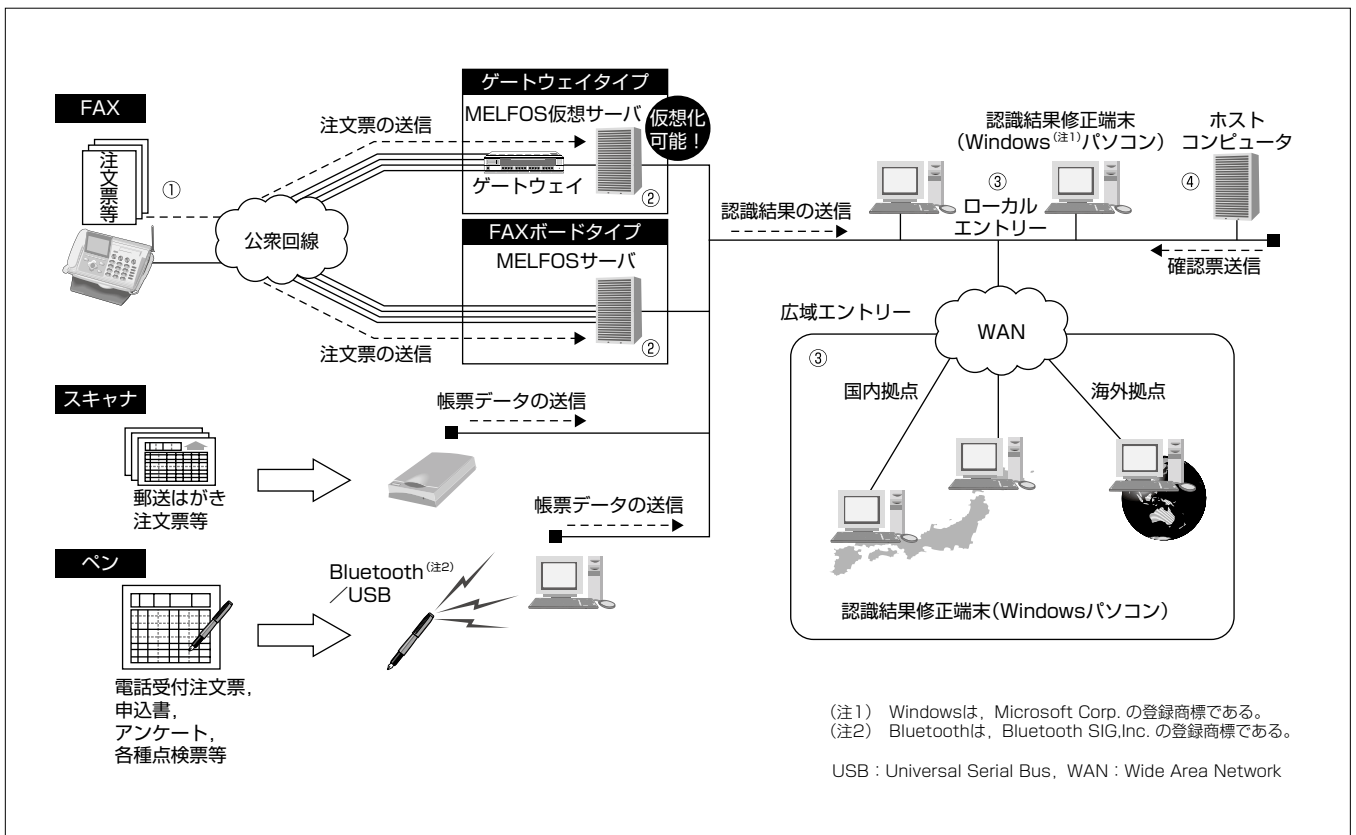 FAX
注文票等
①
公衆回線
注文票の送信
ゲートウェイタイプ
MELFOS仮想サーバ
仮想化
可能！
ゲートウェイ
②
FAXボードタイプ
MELFOSサーバ
②
注文票の送信
認識結果の送信
認識結果修正端末
(Windows(注1)パソコン)
③
ローカル
エントリー
ホスト
コンピュータ
④
確認票送信
広域エントリー
WAN
③
国内拠点
海外拠点
認識結果修正端末(Windowsパソコン)
スキャナ
郵送はがき
注文票等
帳票データの送信
帳票データの送信
ペン
Bluetooth(注2)
／USB
電話受付注文票，
申込書，
アンケート，
各種点検票等
(注1) Windowsは，Microsoft Corp. の登録商標である。
(注2) Bluetoothは，Bluetooth SIG,Inc. の登録商標である。
USB：Universal Serial Bus，WAN：Wide Area Network